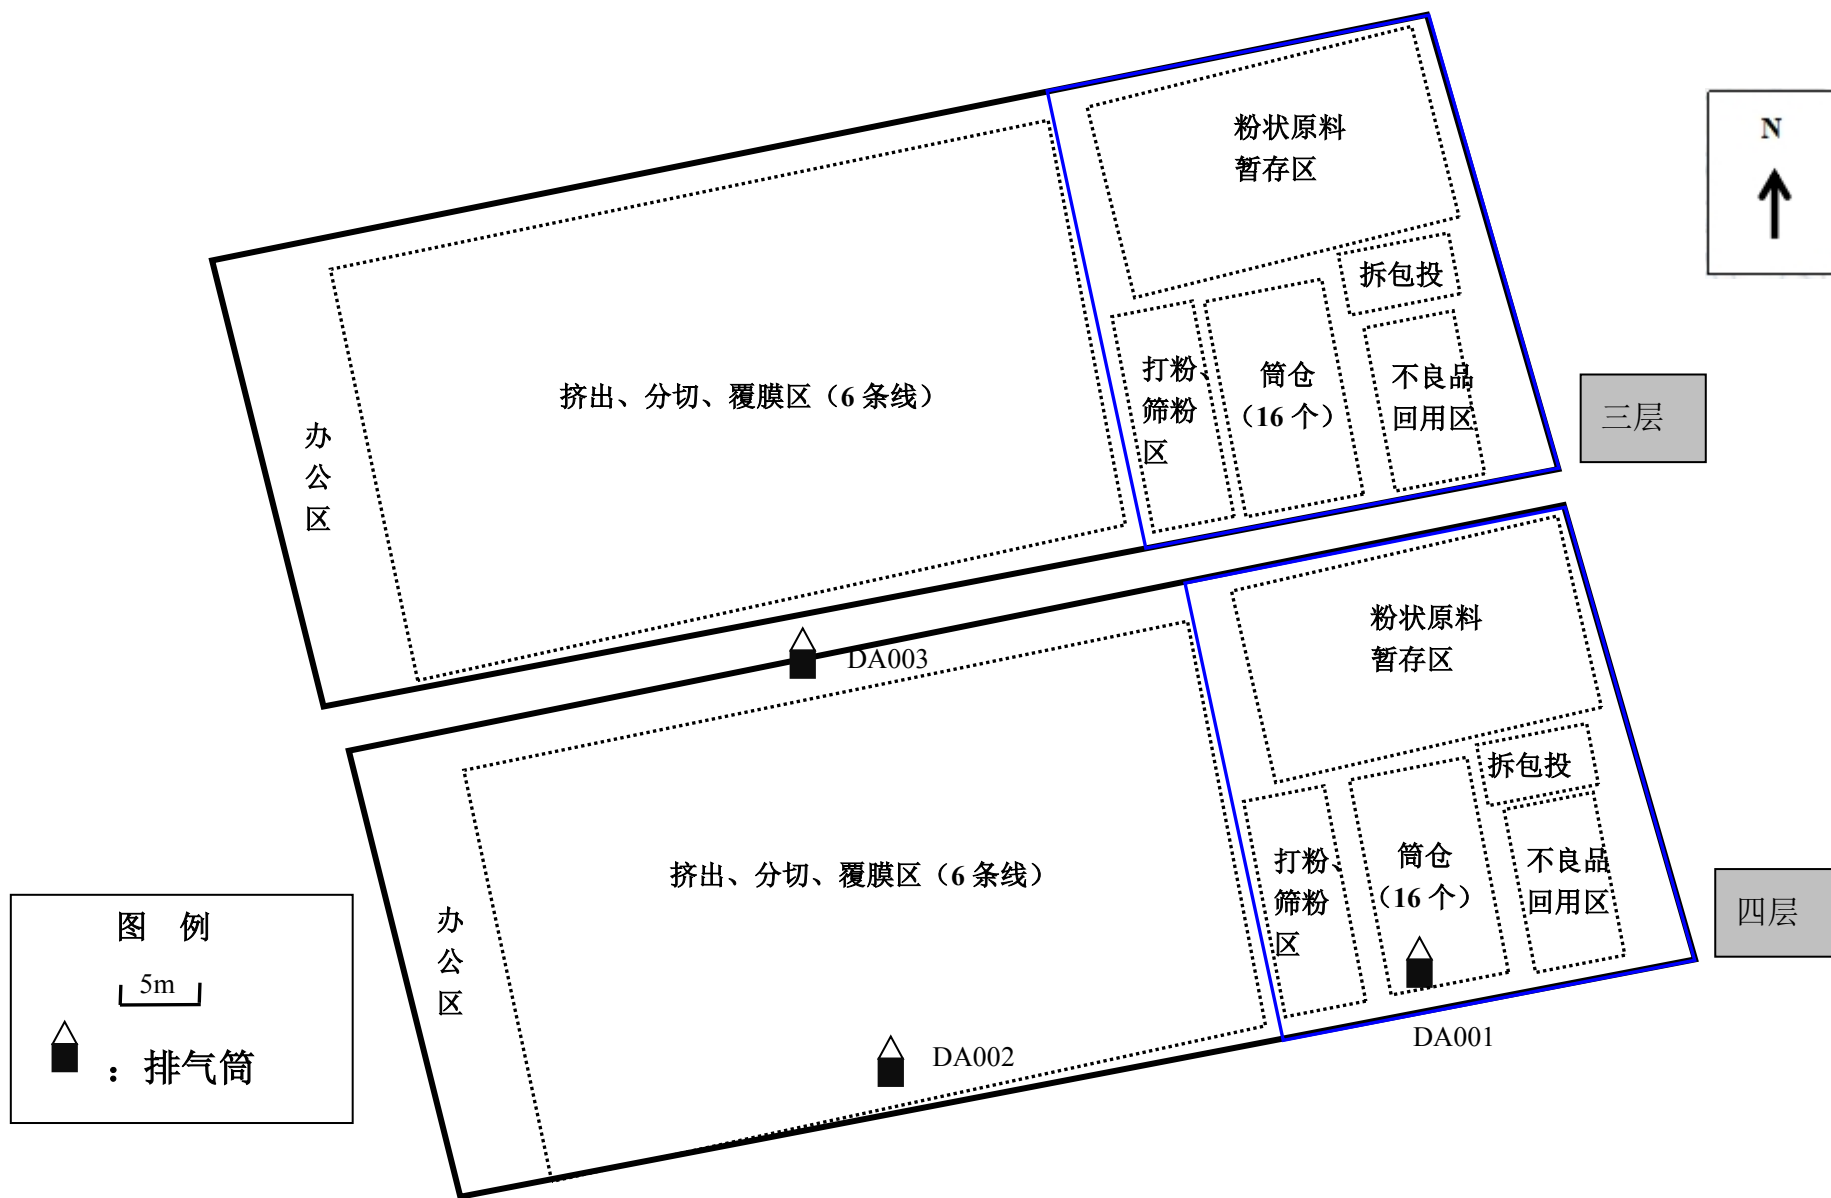 粉状原料
暂存区
N
拆包投
打粉、
筛粉
区
筒仓
（16 个）
不良品
回用区
挤出、分切、覆膜区（6 条线）
办
公
区
三层
DA003
粉状原料
暂存区
拆包投
打粉、
筛粉
区
筒仓
（16 个）
不良品
回用区
挤出、分切、覆膜区（6 条线）
办
公
区
四层
DA001
DA002
图 例
5m
：排气筒